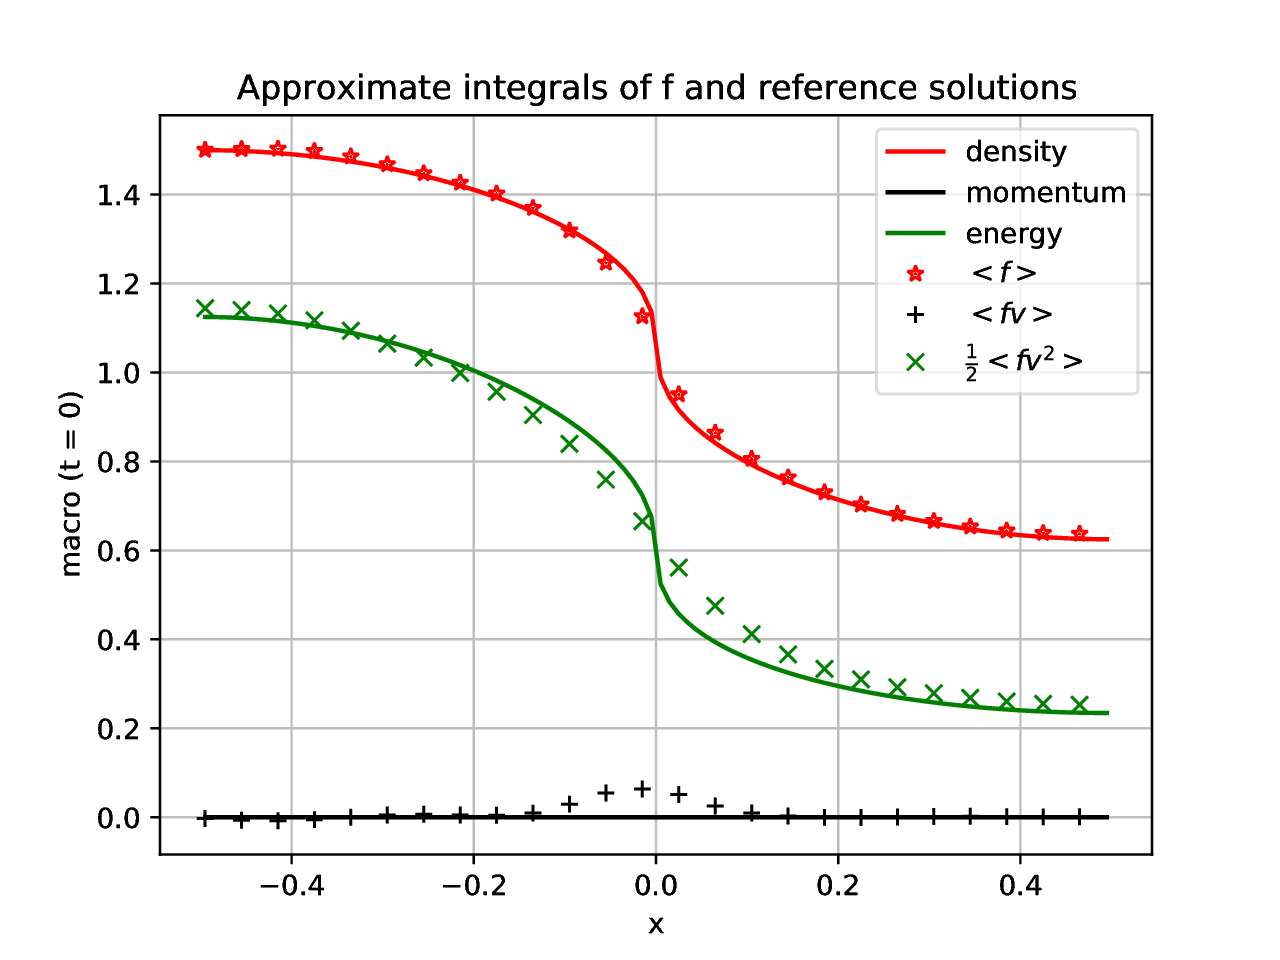 Approximate integrals of f and reference solutions
density
momentum
energy
< f >
< fv >
½ < fv² >
macro (t = 0)
1.4
1.2
1.0
0.8
0.6
0.4
0.2
0.0
−0.4 −0.2 0.0 0.2 0.4
x